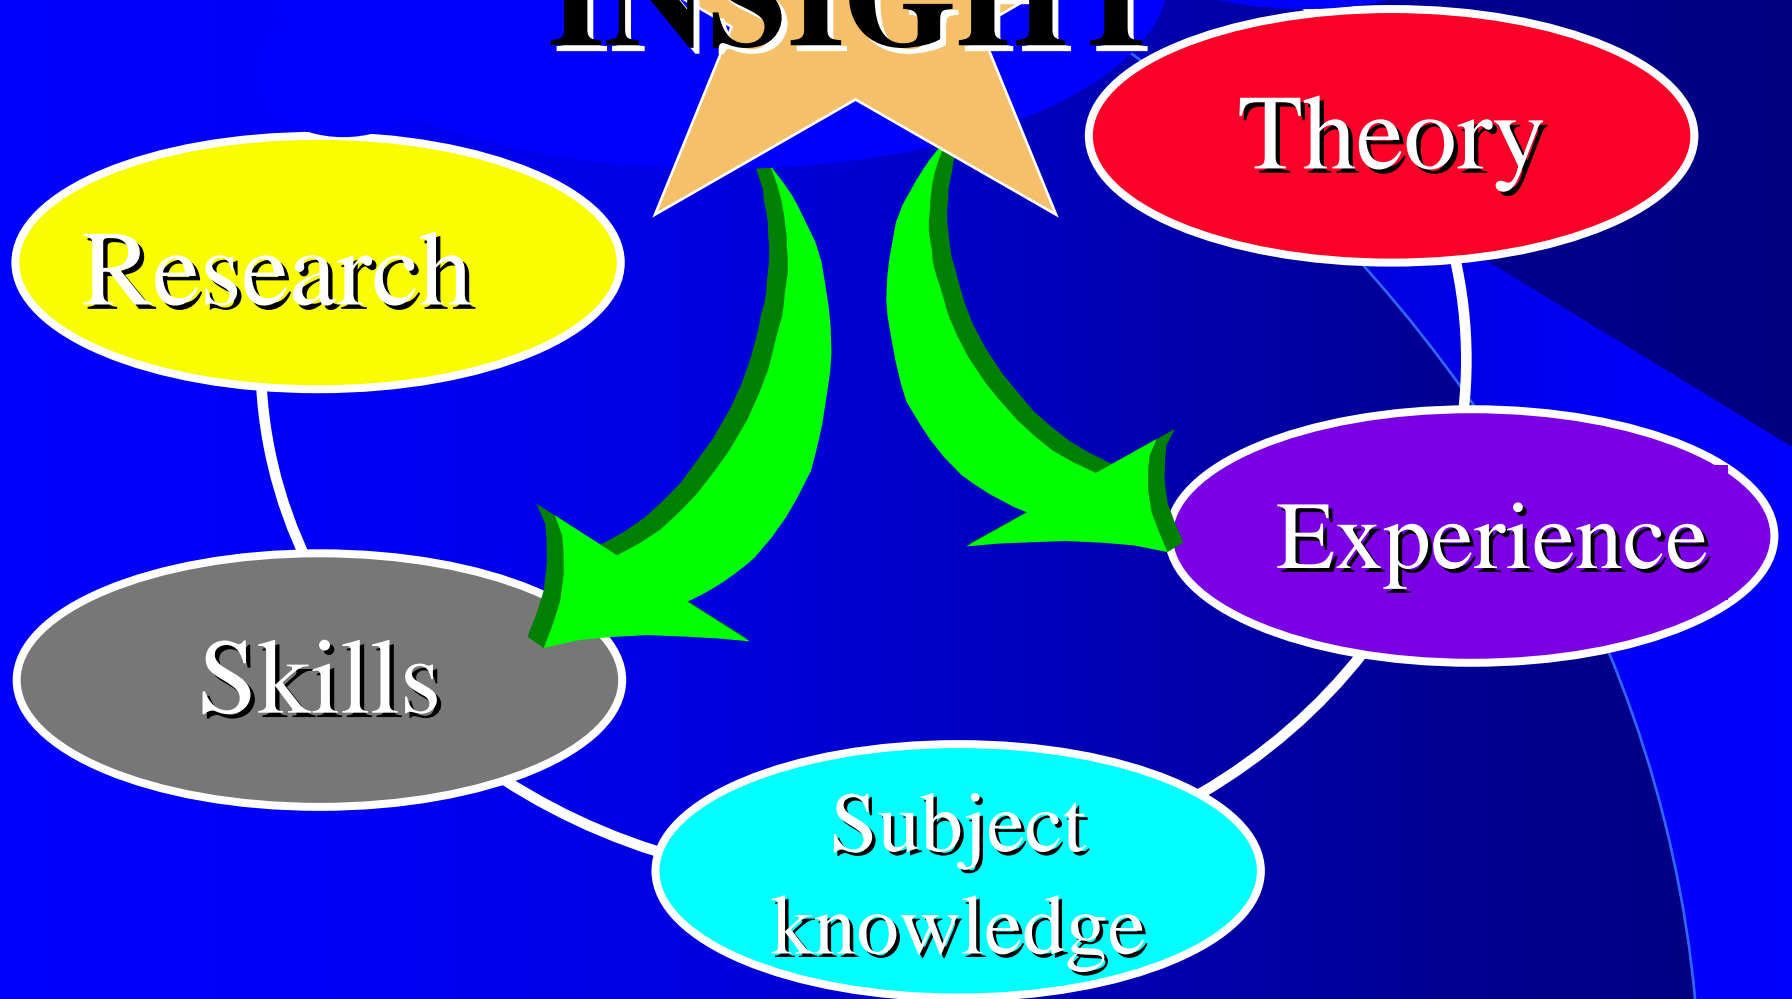 INSIGHT
Theory
Research
Experience
Skills
Subject
knowledge